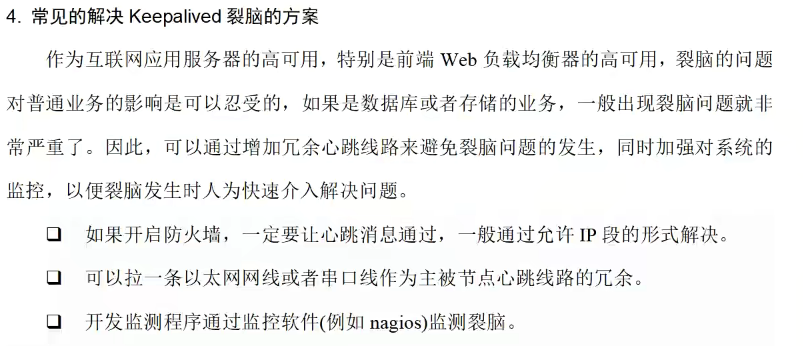 4. 常见的解决 Keepalived 裂脑的方案
作为互联网应用服务器的高可用，特别是前端 Web 负载均衡器的高可用，裂脑的问题
对普通业务的影响是可以忍受的，如果是数据库或者存储的业务，一般出现裂脑问题就非
常严重了。因此，可以通过增加冗余心跳线路来避免裂脑问题的发生，同时加强对系统的
监控，以便裂脑发生时人为快速介入解决问题。
❑ 如果开启防火墙，一定要让心跳消息通过，一般通过允许 IP 段的形式解决。
❑ 可以拉一条以太网网线或者串口线作为主被节点心跳线路的冗余。
❑ 开发监测程序通过监控软件(例如 nagios)监测裂脑。